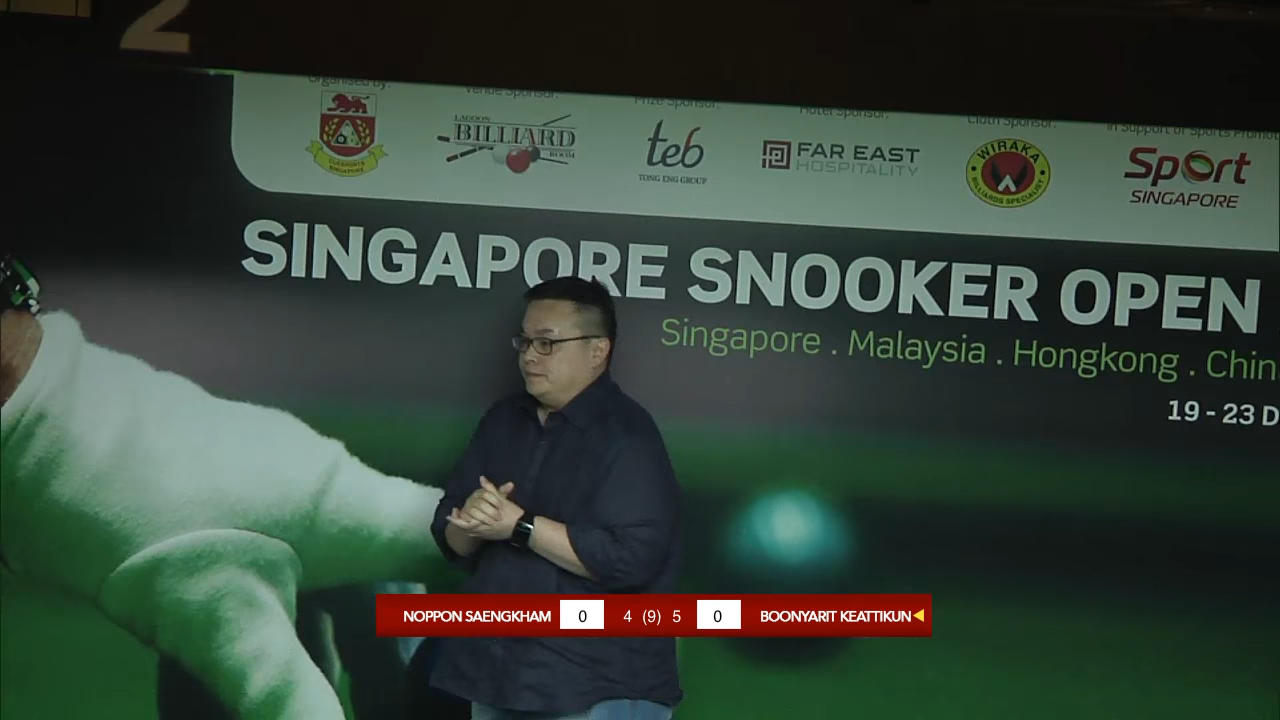 2
Organised by:
Venue Sponsor:
Prize Sponsor:
Hotel Sponsor:
Cloth Sponsor:
In Support of Sports Promo
CUESPORTS
SINGAPORE
LAGOON
BILLIARD
ROOM
teb
TONG ENG GROUP
FAR EAST
HOSPITALITY
WIRAKA
BILLIARDS SPECIALIST
Sport
SINGAPORE
SINGAPORE SNOOKER OPEN
Singapore . Malaysia . Hongkong . Chin
19 - 23 D
NOPPON SAENGKHAM 0 4 (9) 5 0 BOONYARIT KEATTIKUN